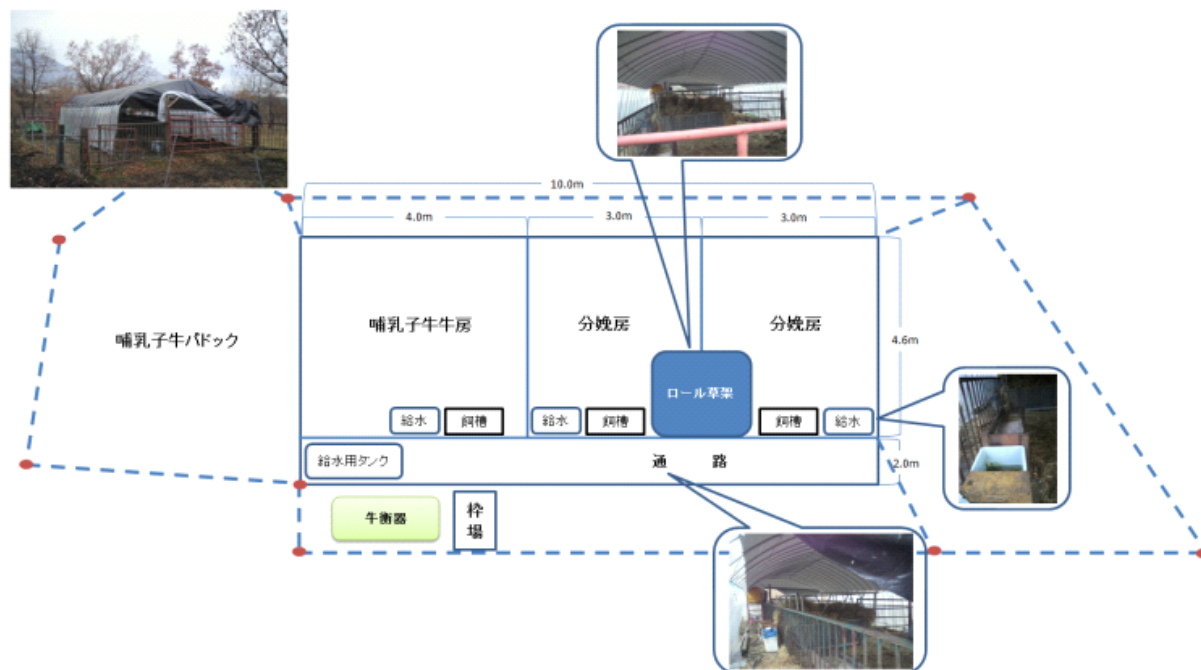 10.0m
4.0m
3.0m
3.0m
哺乳子牛パドック
哺乳子牛牛房
分娩房
分娩房
4.6m
ロール草架
給水
飼槽
給水
飼槽
飼槽
給水
給水用タンク
通 路
2.0m
牛衡器
枠場